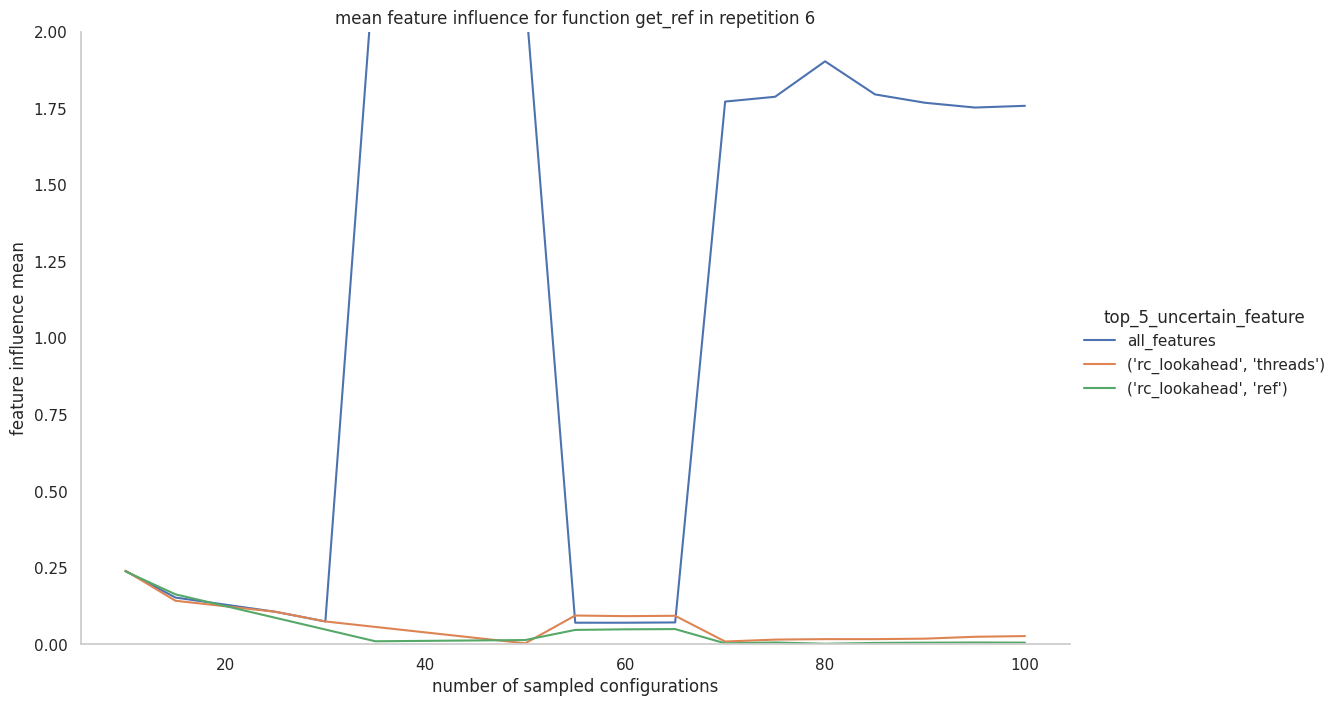 mean feature influence for function get_ref in repetition 6
2.00
1.75
1.50
1.25
1.00
0.75
0.50
0.25
0.00
feature influence mean
20
40
60
80
100
number of sampled configurations
top_5_uncertain_feature
all_features
('rc_lookahead', 'threads')
('rc_lookahead', 'ref')